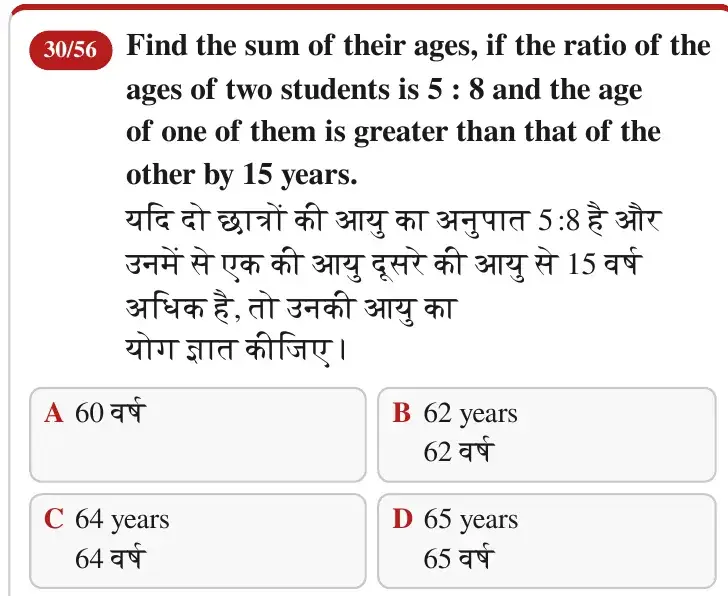 30/56 Find the sum of their ages, if the ratio of the
ages of two students is 5 : 8 and the age
of one of them is greater than that of the
other by 15 years.
यदि दो छात्रों की आयु का अनुपात 5:8 है और
उनमें से एक की आयु दूसरे की आयु से 15 वर्ष
अधिक है, तो उनकी आयु का
योग ज्ञात कीजिए।
A 60 वर्ष
B 62 years
62 वर्ष
C 64 years
64 वर्ष
D 65 years
65 वर्ष